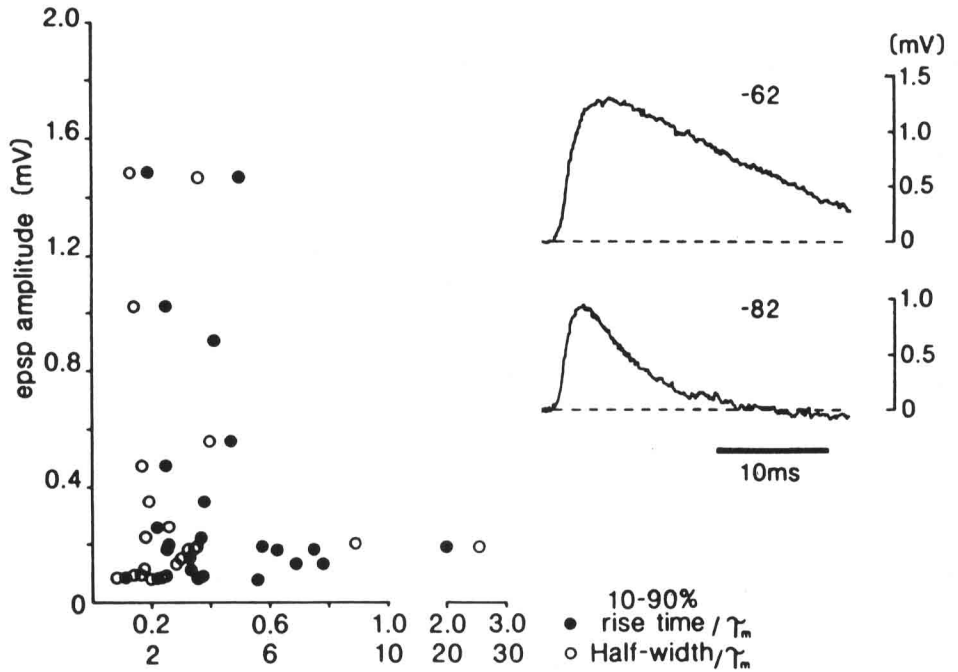 2.0
1.6
1.2
0.8
0.4
0
epsp amplitude (mV)
(mV)
-62
1.5
1.0
0.5
0
-82
1.0
0.5
0
10ms
0.2 0.6 1.0 2.0 3.0
2 6 10 20 30
10-90%
● rise time/τm
○ Half-width/τm